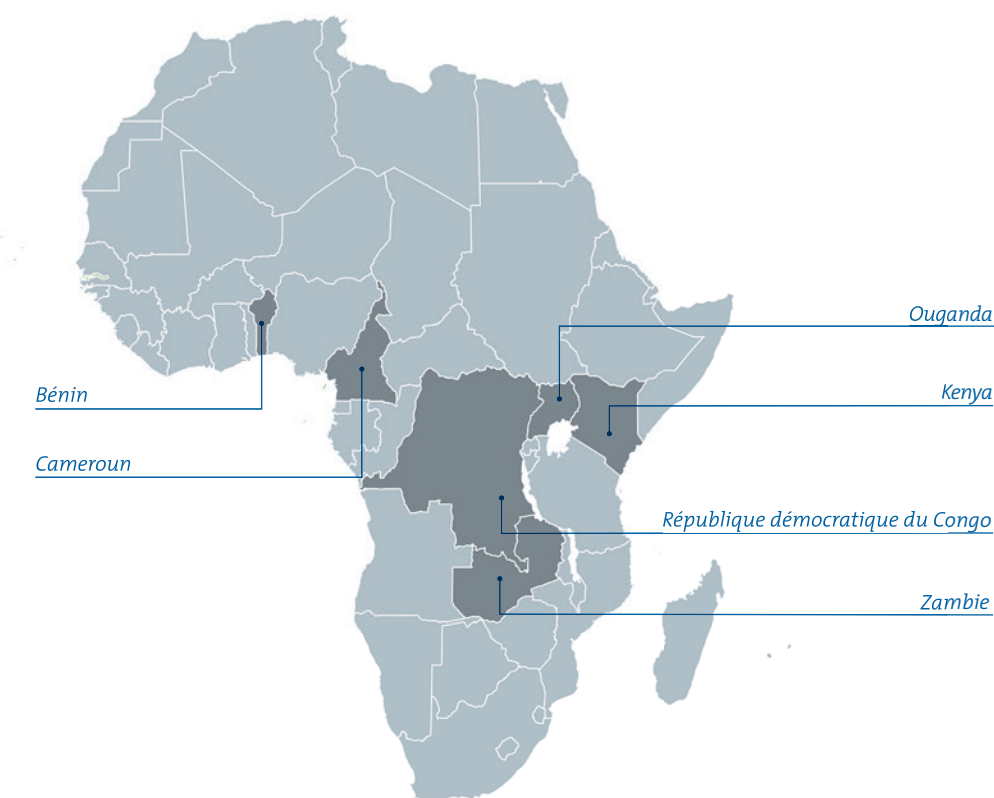 Ouganda
Kenya
Bénin
Cameroun
République démocratique du Congo
Zambie